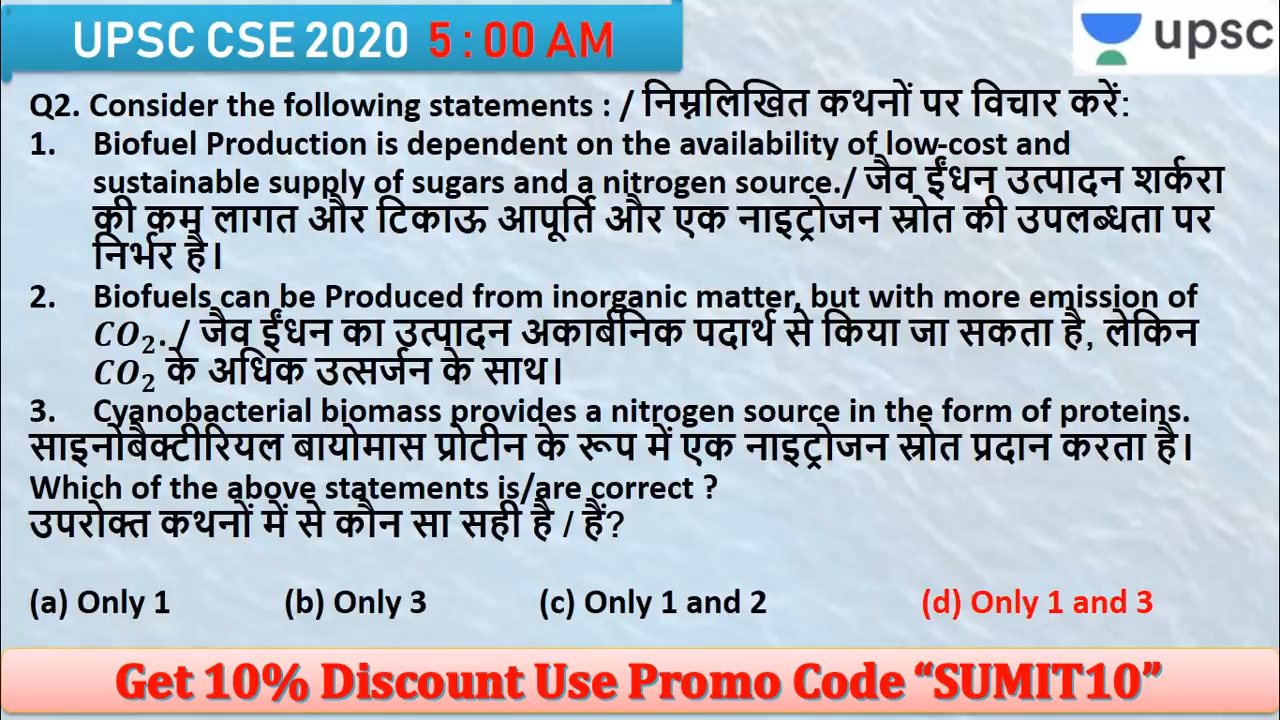 UPSC CSE 2020 5 : 00 AM
upsc
Q2. Consider the following statements : / निम्नलिखित कथनों पर विचार करें:
1. Biofuel Production is dependent on the availability of low-cost and
sustainable supply of sugars and a nitrogen source./ जैव ईंधन उत्पादन शर्करा
की कम लागत और टिकाऊ आपूर्ति और एक नाइट्रोजन स्रोत की उपलब्धता पर
निर्भर है।
2. Biofuels can be Produced from inorganic matter, but with more emission of
CO₂. / जैव ईंधन का उत्पादन अकार्बनिक पदार्थ से किया जा सकता है, लेकिन
CO₂ के अधिक उत्सर्जन के साथ।
3. Cyanobacterial biomass provides a nitrogen source in the form of proteins.
साइनोबैक्टीरियल बायोमास प्रोटीन के रूप में एक नाइट्रोजन स्रोत प्रदान करता है।
Which of the above statements is/are correct ?
उपरोक्त कथनों में से कौन सा सही है / हैं?
(a) Only 1 (b) Only 3 (c) Only 1 and 2 (d) Only 1 and 3
Get 10% Discount Use Promo Code “SUMIT10”